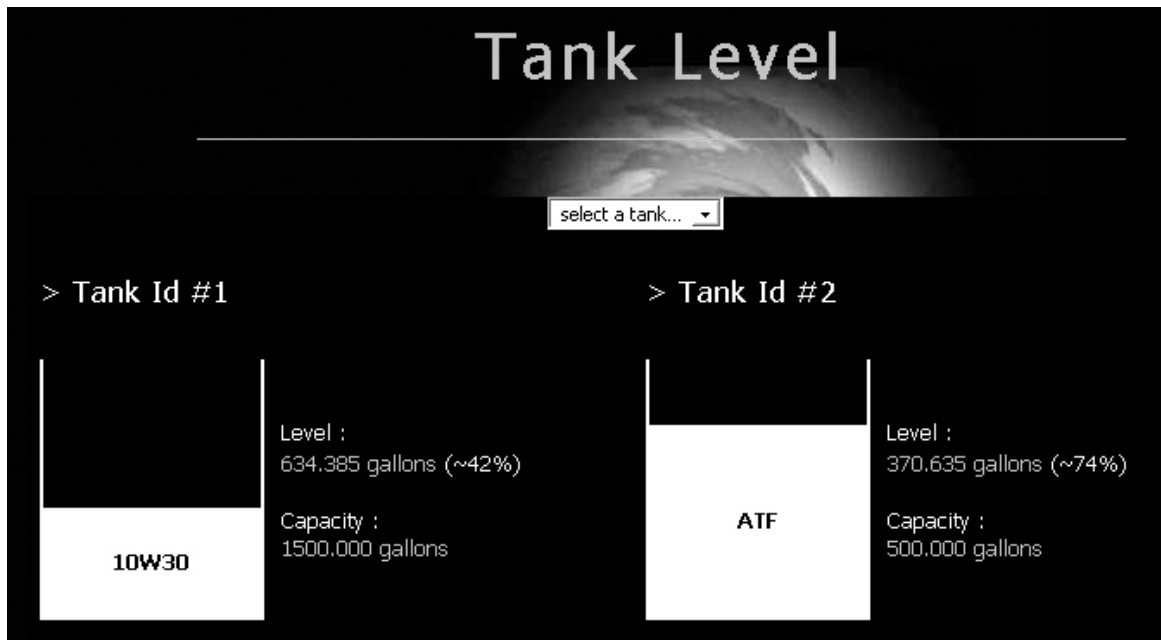 Tank Level
select a tank...
> Tank Id #1
10W30
Level :
634.385 gallons (~42%)
Capacity :
1500.000 gallons
> Tank Id #2
ATF
Level :
370.635 gallons (~74%)
Capacity :
500.000 gallons